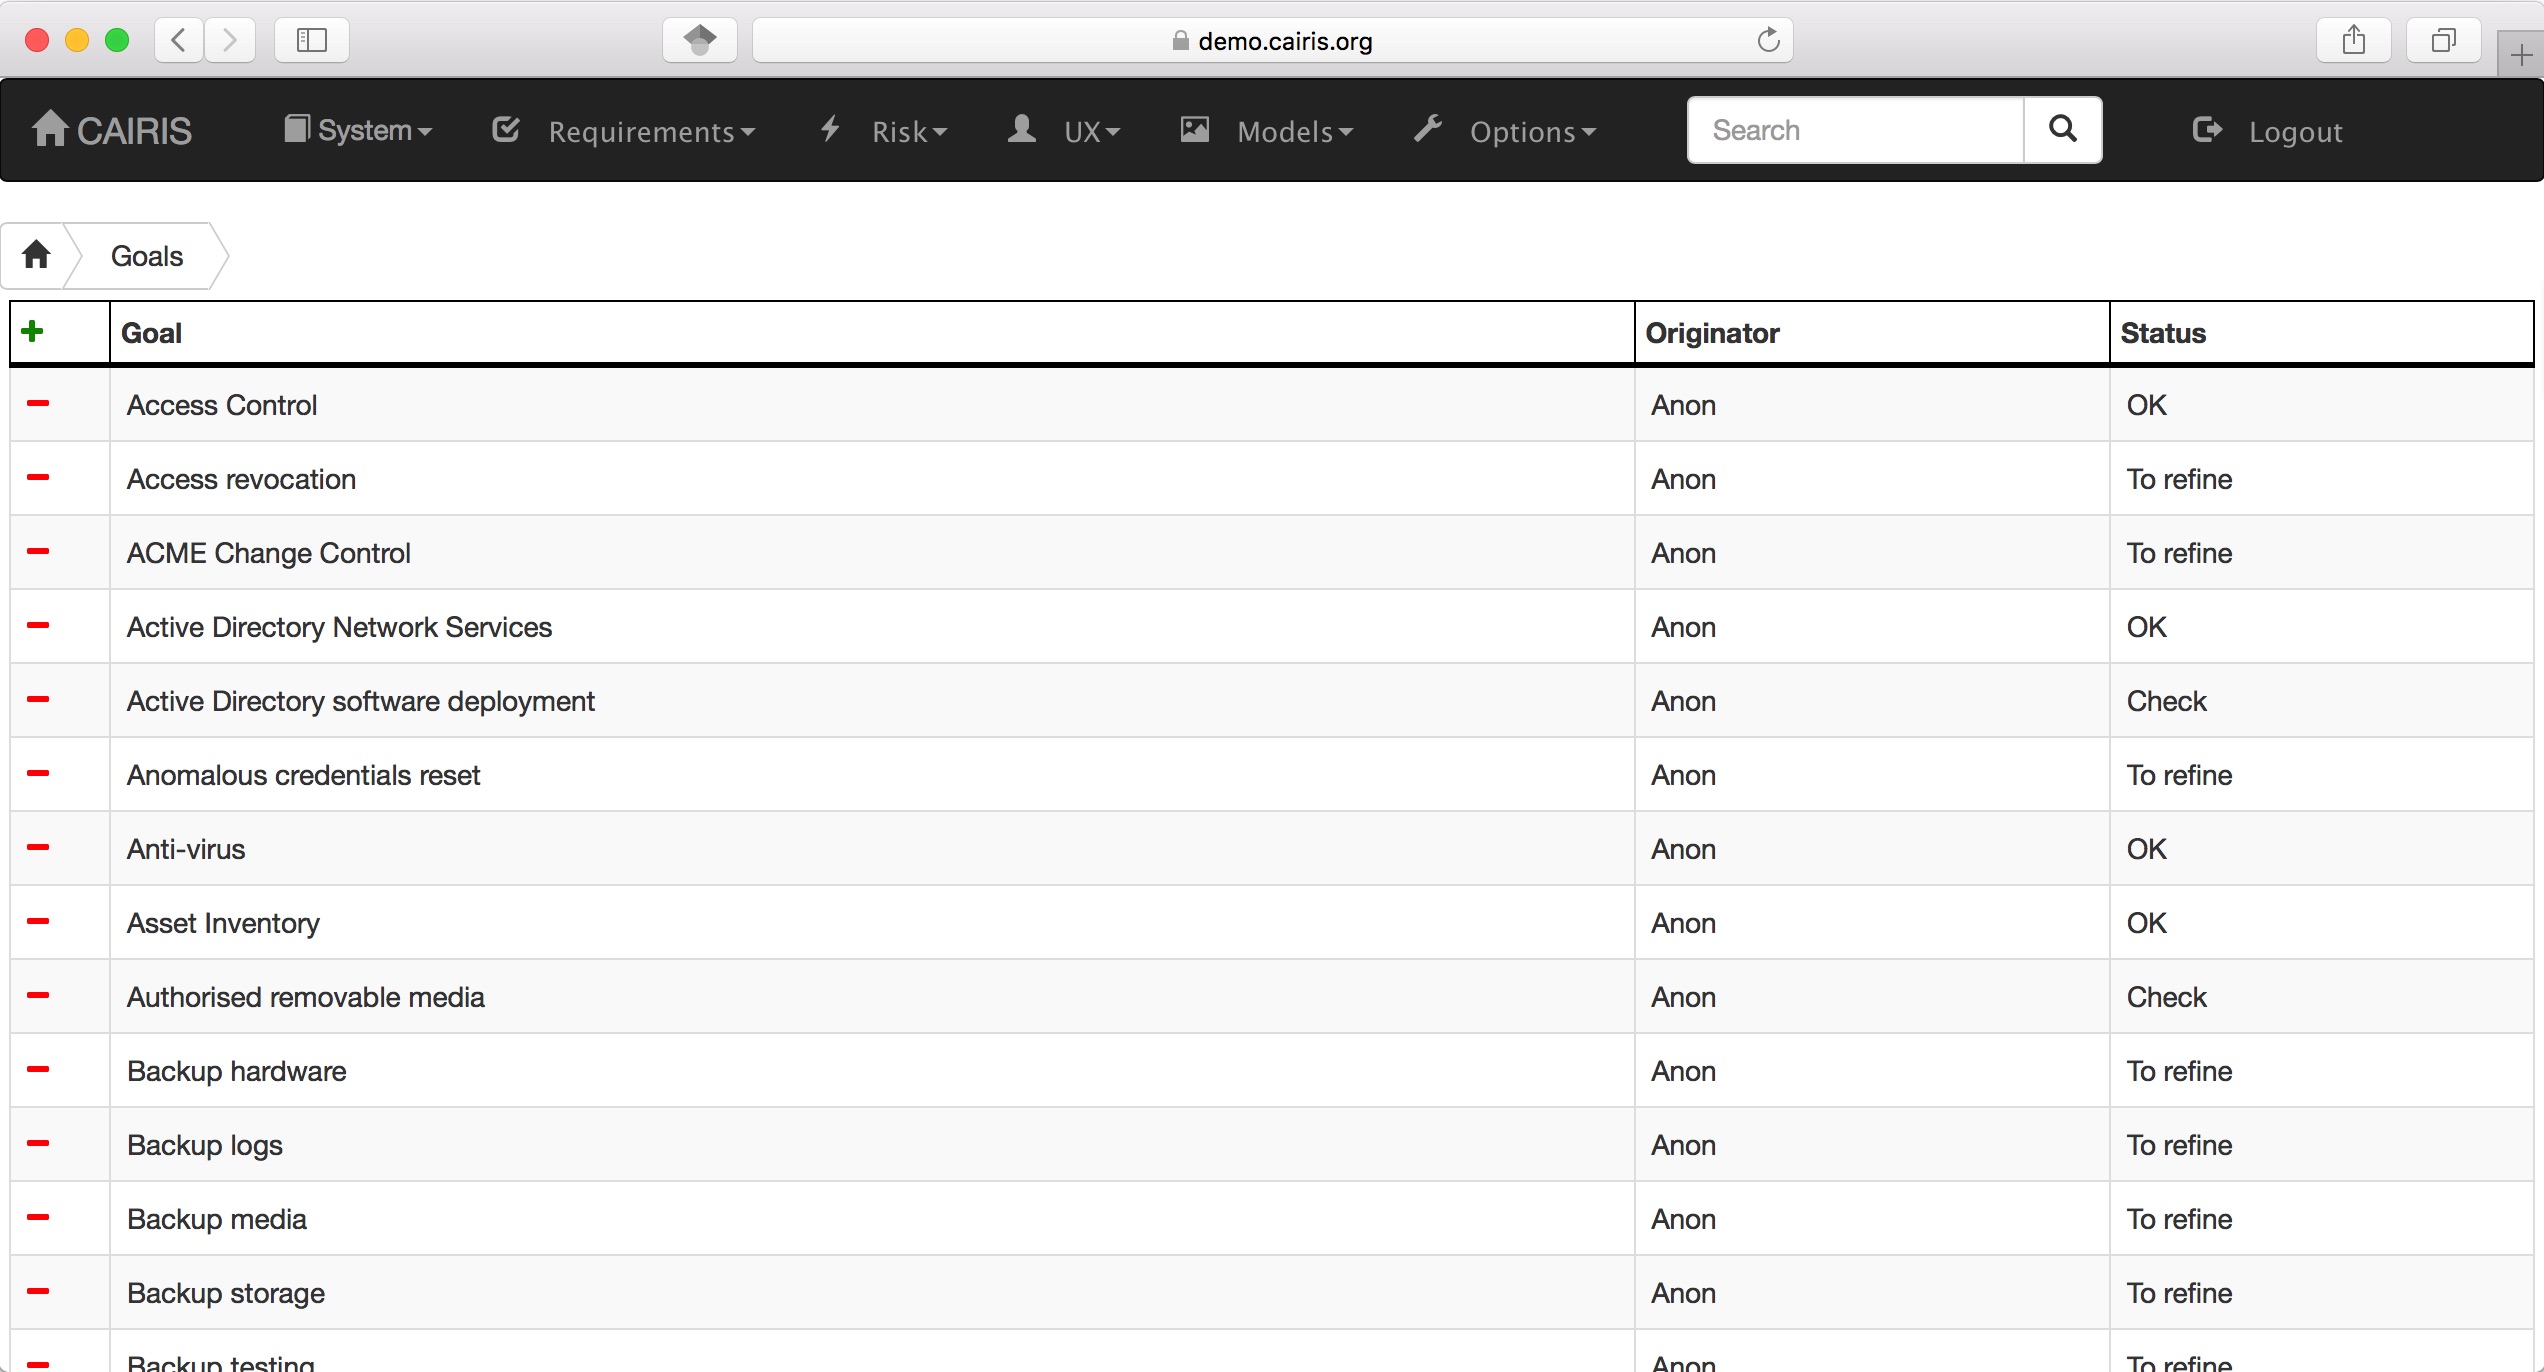 demo.cairis.org
CAIRIS System Requirements Risk UX Models Options Search Logout
Goals
Goal Originator Status
Access Control Anon OK
Access revocation Anon To refine
ACME Change Control Anon To refine
Active Directory Network Services Anon OK
Active Directory software deployment Anon Check
Anomalous credentials reset Anon To refine
Anti-virus Anon OK
Asset Inventory Anon OK
Authorised removable media Anon Check
Backup hardware Anon To refine
Backup logs Anon To refine
Backup media Anon To refine
Backup storage Anon To refine
Backup testing Anon To refine